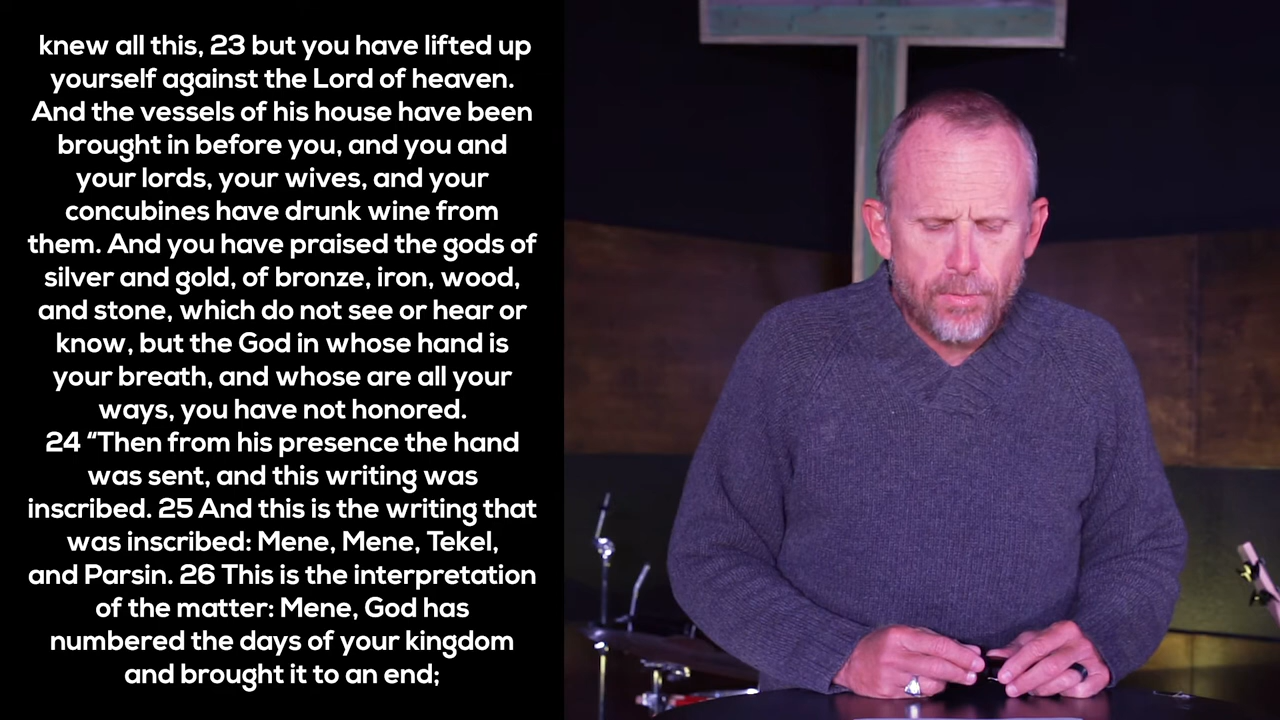 knew all this, 23 but you have lifted up
yourself against the Lord of heaven.
And the vessels of his house have been
brought in before you, and you and
your lords, your wives, and your
concubines have drunk wine from
them. And you have praised the gods of
silver and gold, of bronze, iron, wood,
and stone, which do not see or hear or
know, but the God in whose hand is
your breath, and whose are all your
ways, you have not honored.
24 “Then from his presence the hand
was sent, and this writing was
inscribed. 25 And this is the writing that
was inscribed: Mene, Mene, Tekel,
and Parsin. 26 This is the interpretation
of the matter: Mene, God has
numbered the days of your kingdom
and brought it to an end;